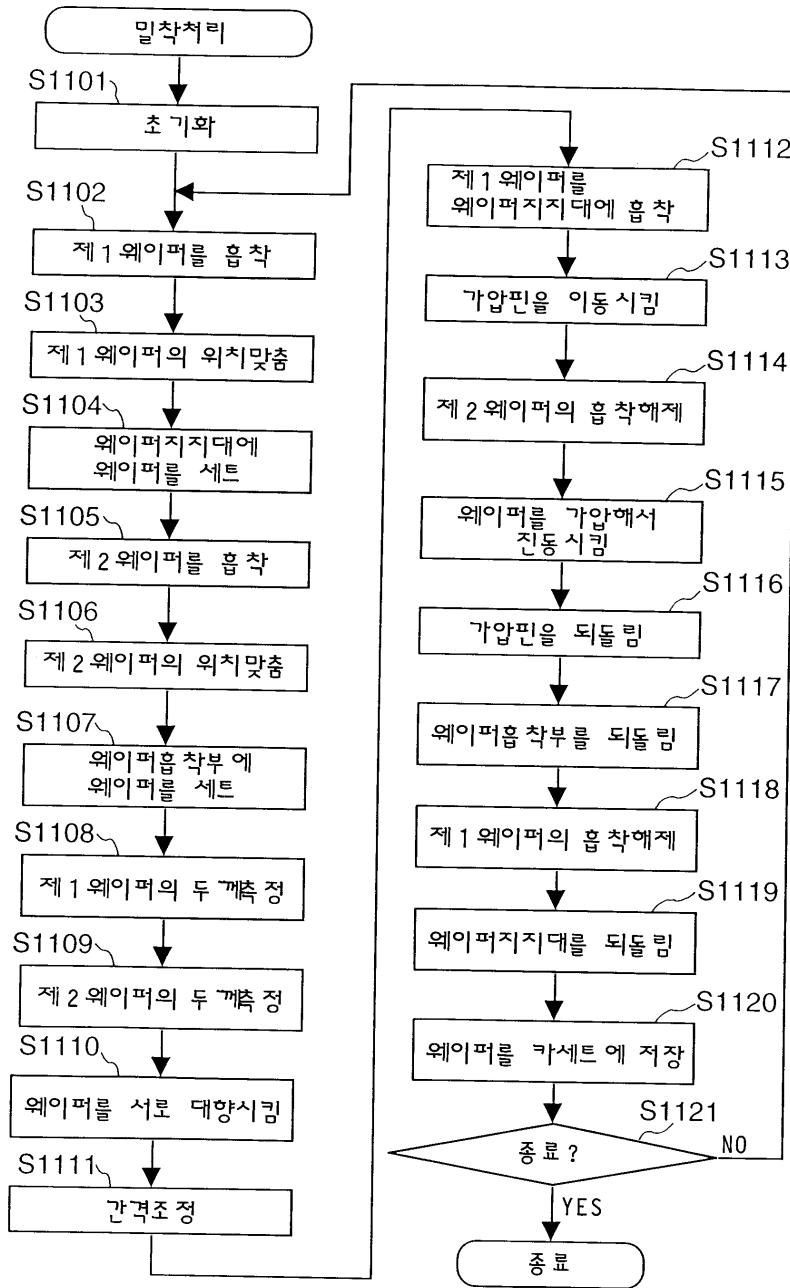 밀착처리
S1101
초기화
S1102
제1웨이퍼를 흡착
S1103
제1웨이퍼의 위치맞춤
S1104
웨이퍼지지대에
웨이퍼를 세트
S1105
제2웨이퍼를 흡착
S1106
제2웨이퍼의 위치맞춤
S1107
웨이퍼흡착부에
웨이퍼를 세트
S1108
제1웨이퍼의 두께측정
S1109
제2웨이퍼의 두께측정
S1110
웨이퍼를 서로 대향시킴
S1111
간격조정
S1112
제1웨이퍼를
웨이퍼지지대에 흡착
S1113
가압핀을 이동시킴
S1114
제2웨이퍼의 흡착해제
S1115
웨이퍼를 가압해서
진동시킴
S1116
가압핀을 되돌림
S1117
웨이퍼흡착부를 되돌림
S1118
제1웨이퍼의 흡착해제
S1119
웨이퍼지지대를 되돌림
S1120
웨이퍼를 카세트에 저장
S1121
종료?
NO
YES
종료